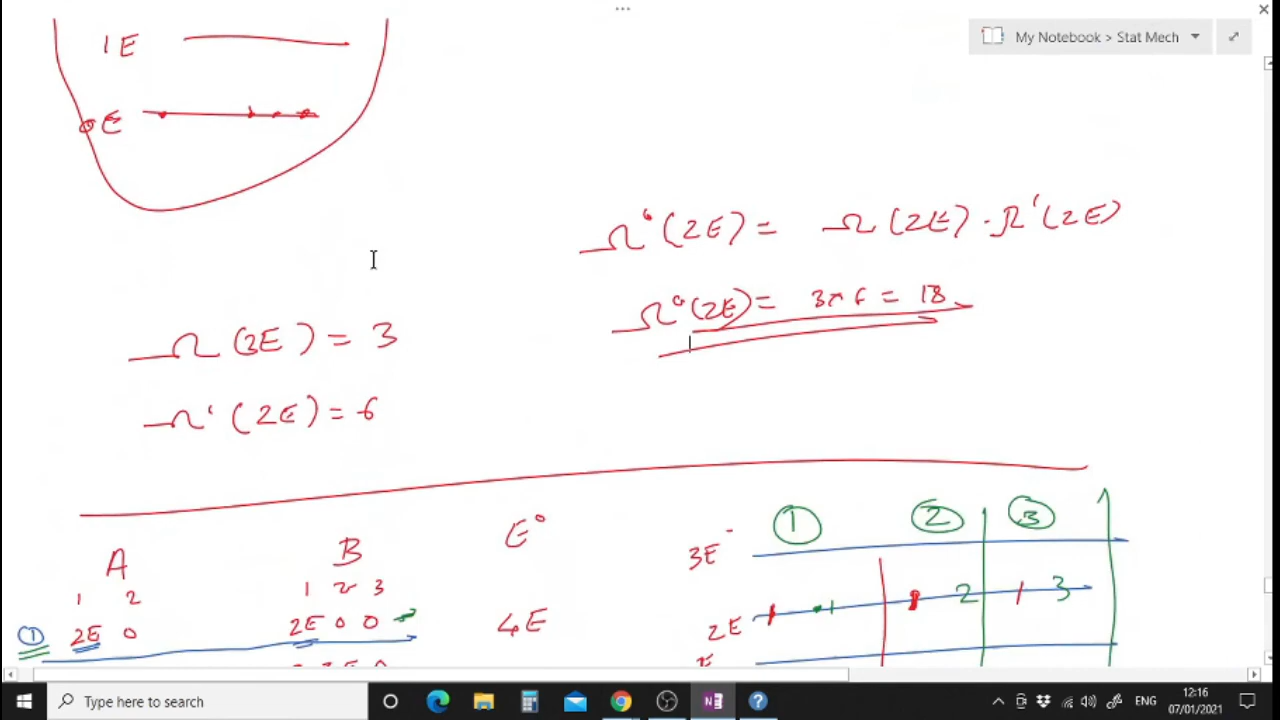 My Notebook > Stat Mech
1E
0E
Ω°(2E) = Ω(2E) · Ω'(2E)
Ω°(2E) = 3×6 = 18
Ω(2E) = 3
Ω'(2E) = 6
A B E° 3E ① ② ③
1 2 1 2 3
① 2E 0 2E 0 0 4E 2E 2 3
Type here to search
ENG
12:16
07/01/2021